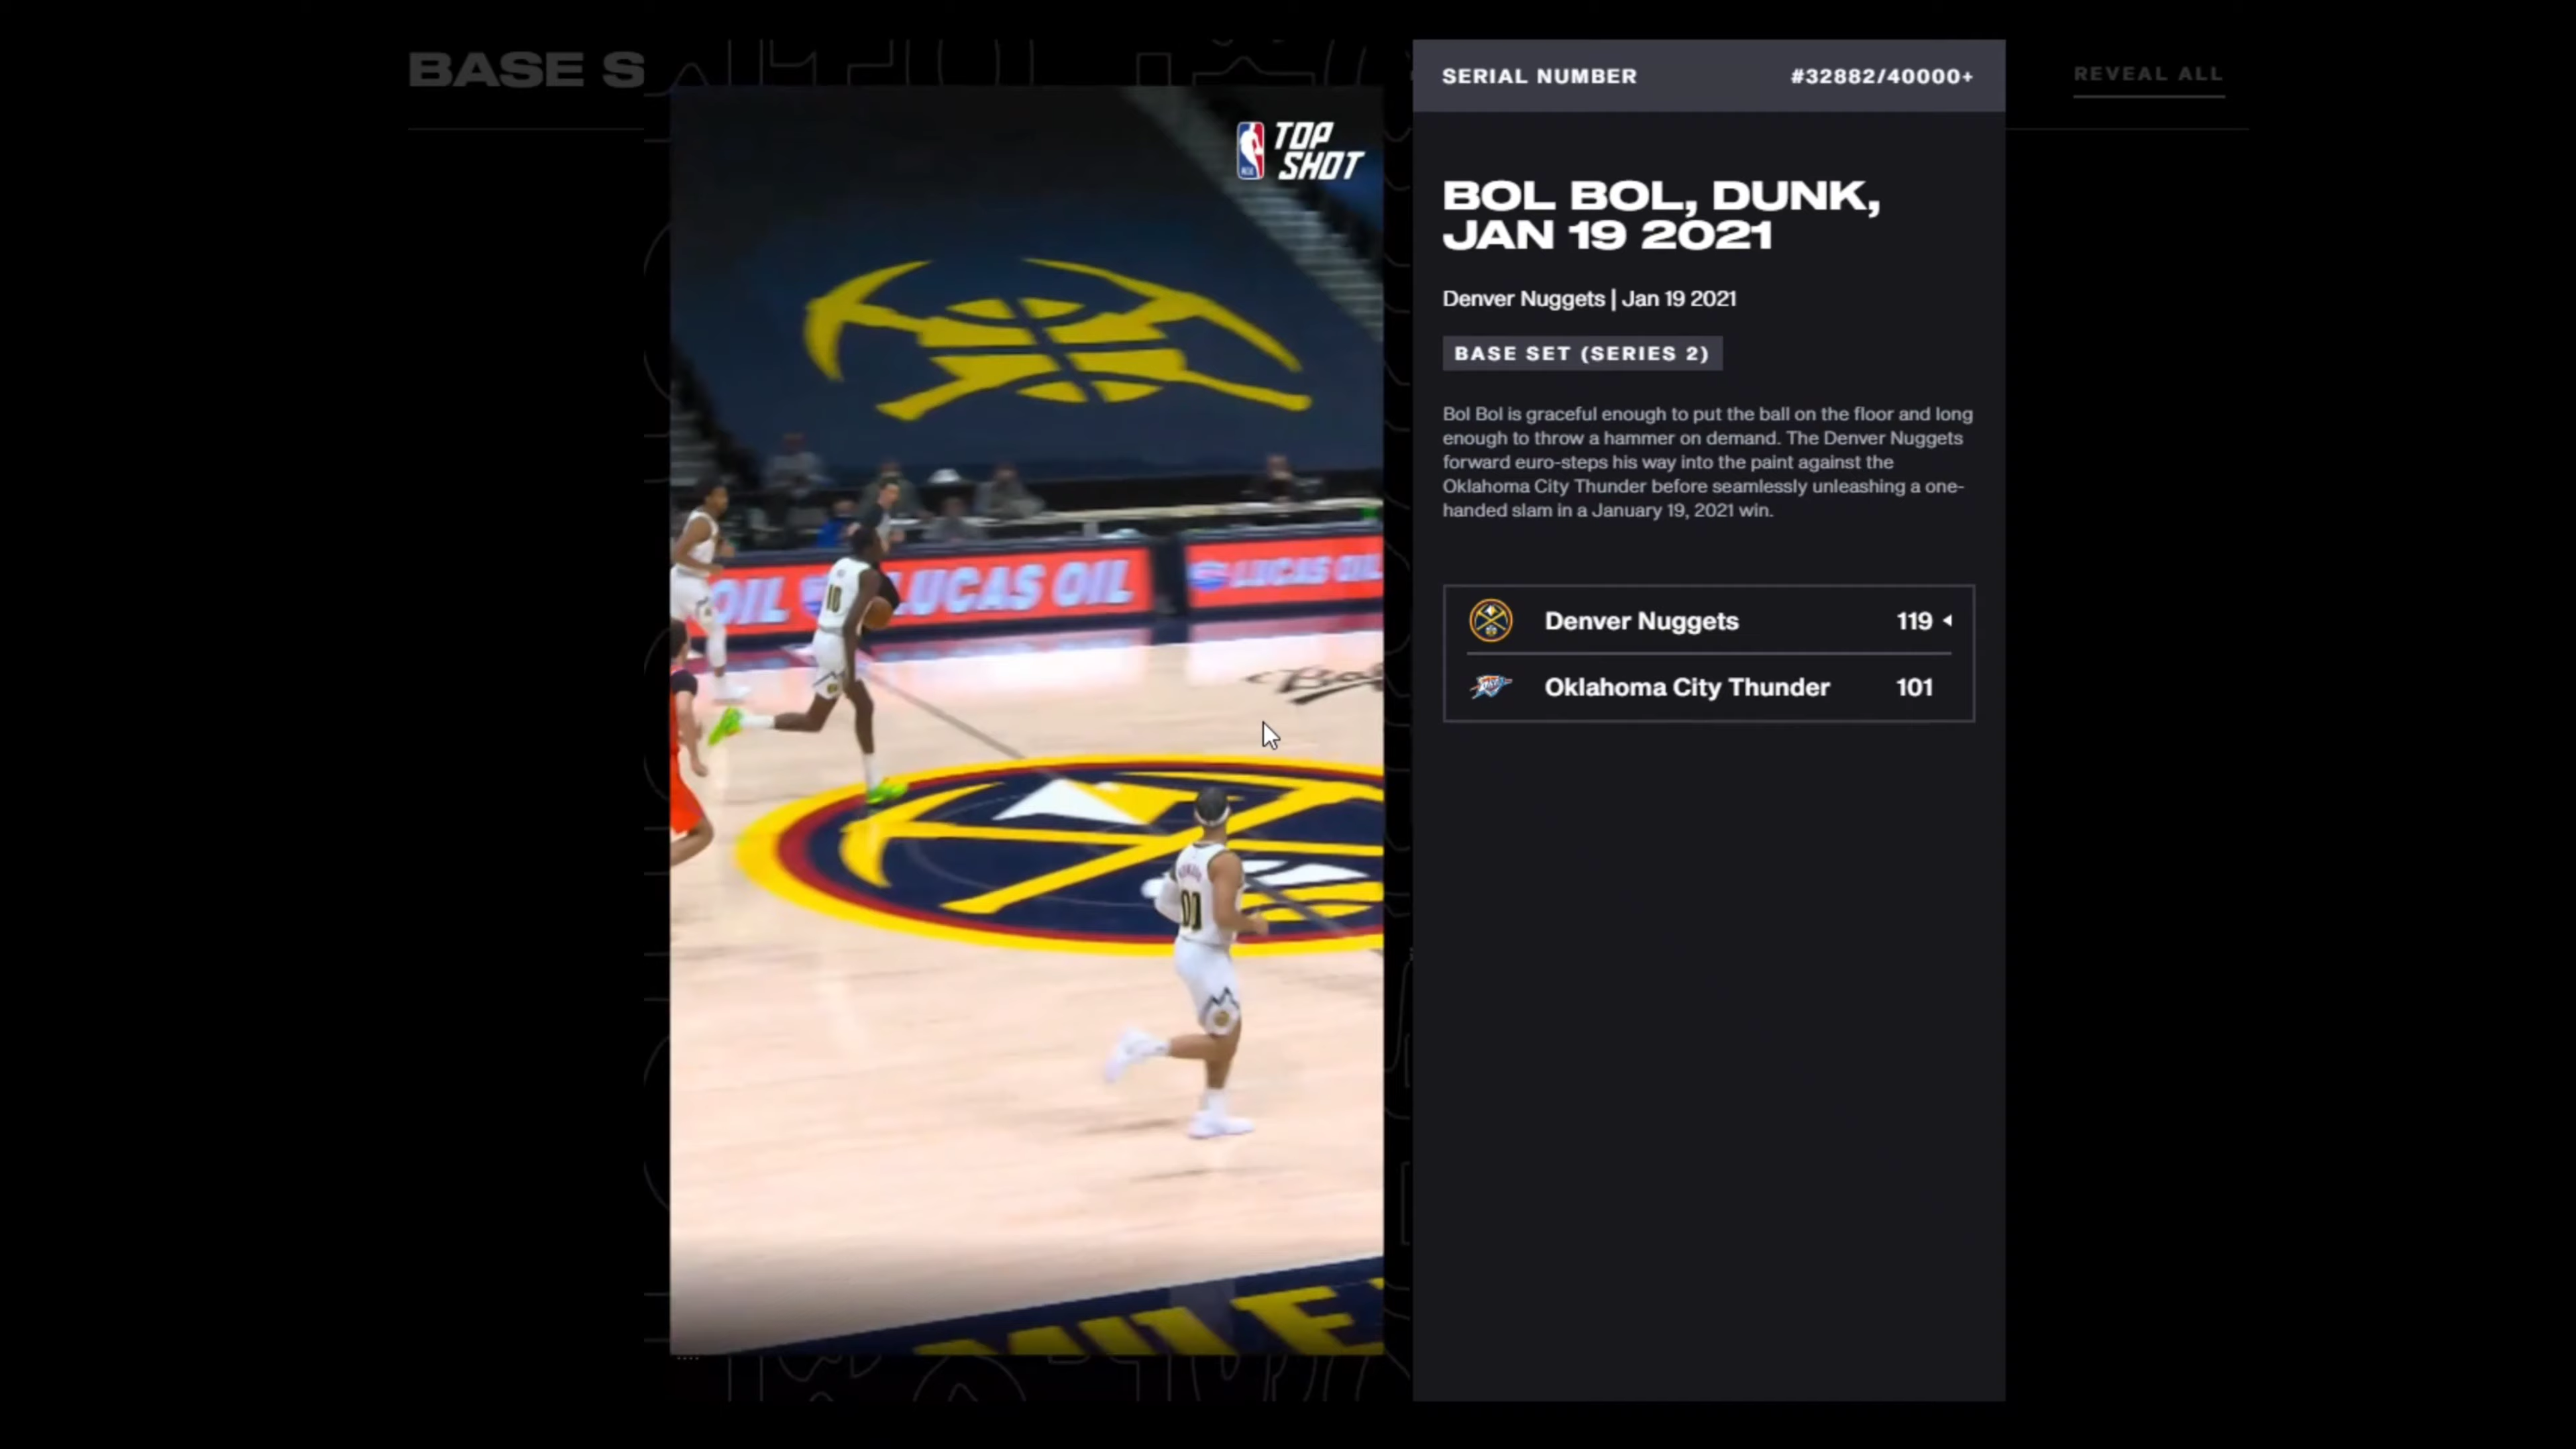 BASE S
REVEAL ALL
TOP
SHOT
OIL
LUCAS OIL
LUCAS OIL
10
00
SERIAL NUMBER #32882/40000+
BOL BOL, DUNK,
JAN 19 2021
Denver Nuggets | Jan 19 2021
BASE SET (SERIES 2)
Bol Bol is graceful enough to put the ball on the floor and long
enough to throw a hammer on demand. The Denver Nuggets
forward euro-steps his way into the paint against the
Oklahoma City Thunder before seamlessly unleashing a one-
handed slam in a January 19, 2021 win.
Denver Nuggets 119
Oklahoma City Thunder 101